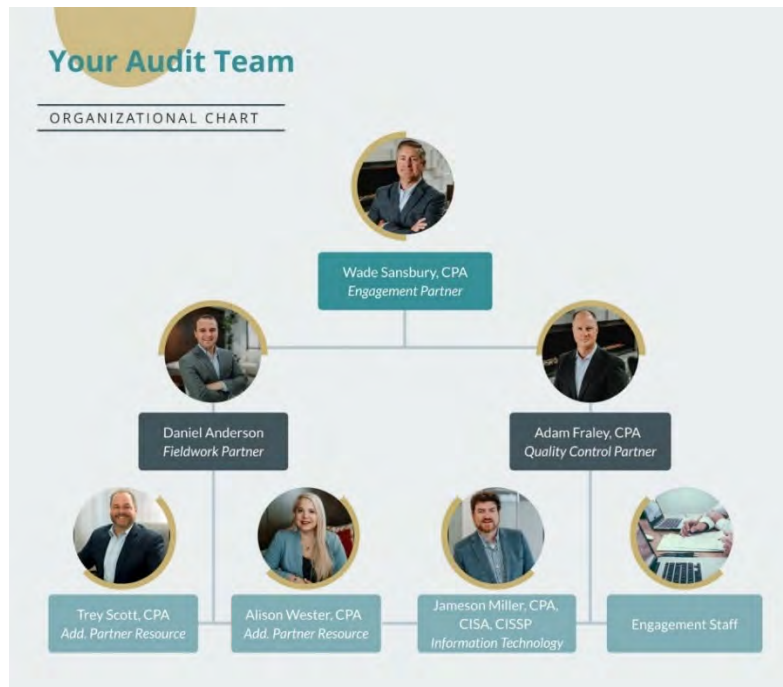 Your Audit Team
ORGANIZATIONAL CHART
Wade Sansbury, CPA
Engagement Partner
Daniel Anderson
Fieldwork Partner
Adam Fraley, CPA
Quality Control Partner
Trey Scott, CPA
Add. Partner Resource
Alison Wester, CPA
Add. Partner Resource
Jameson Miller, CPA,
CISA, CISSP
Information Technology
Engagement Staff